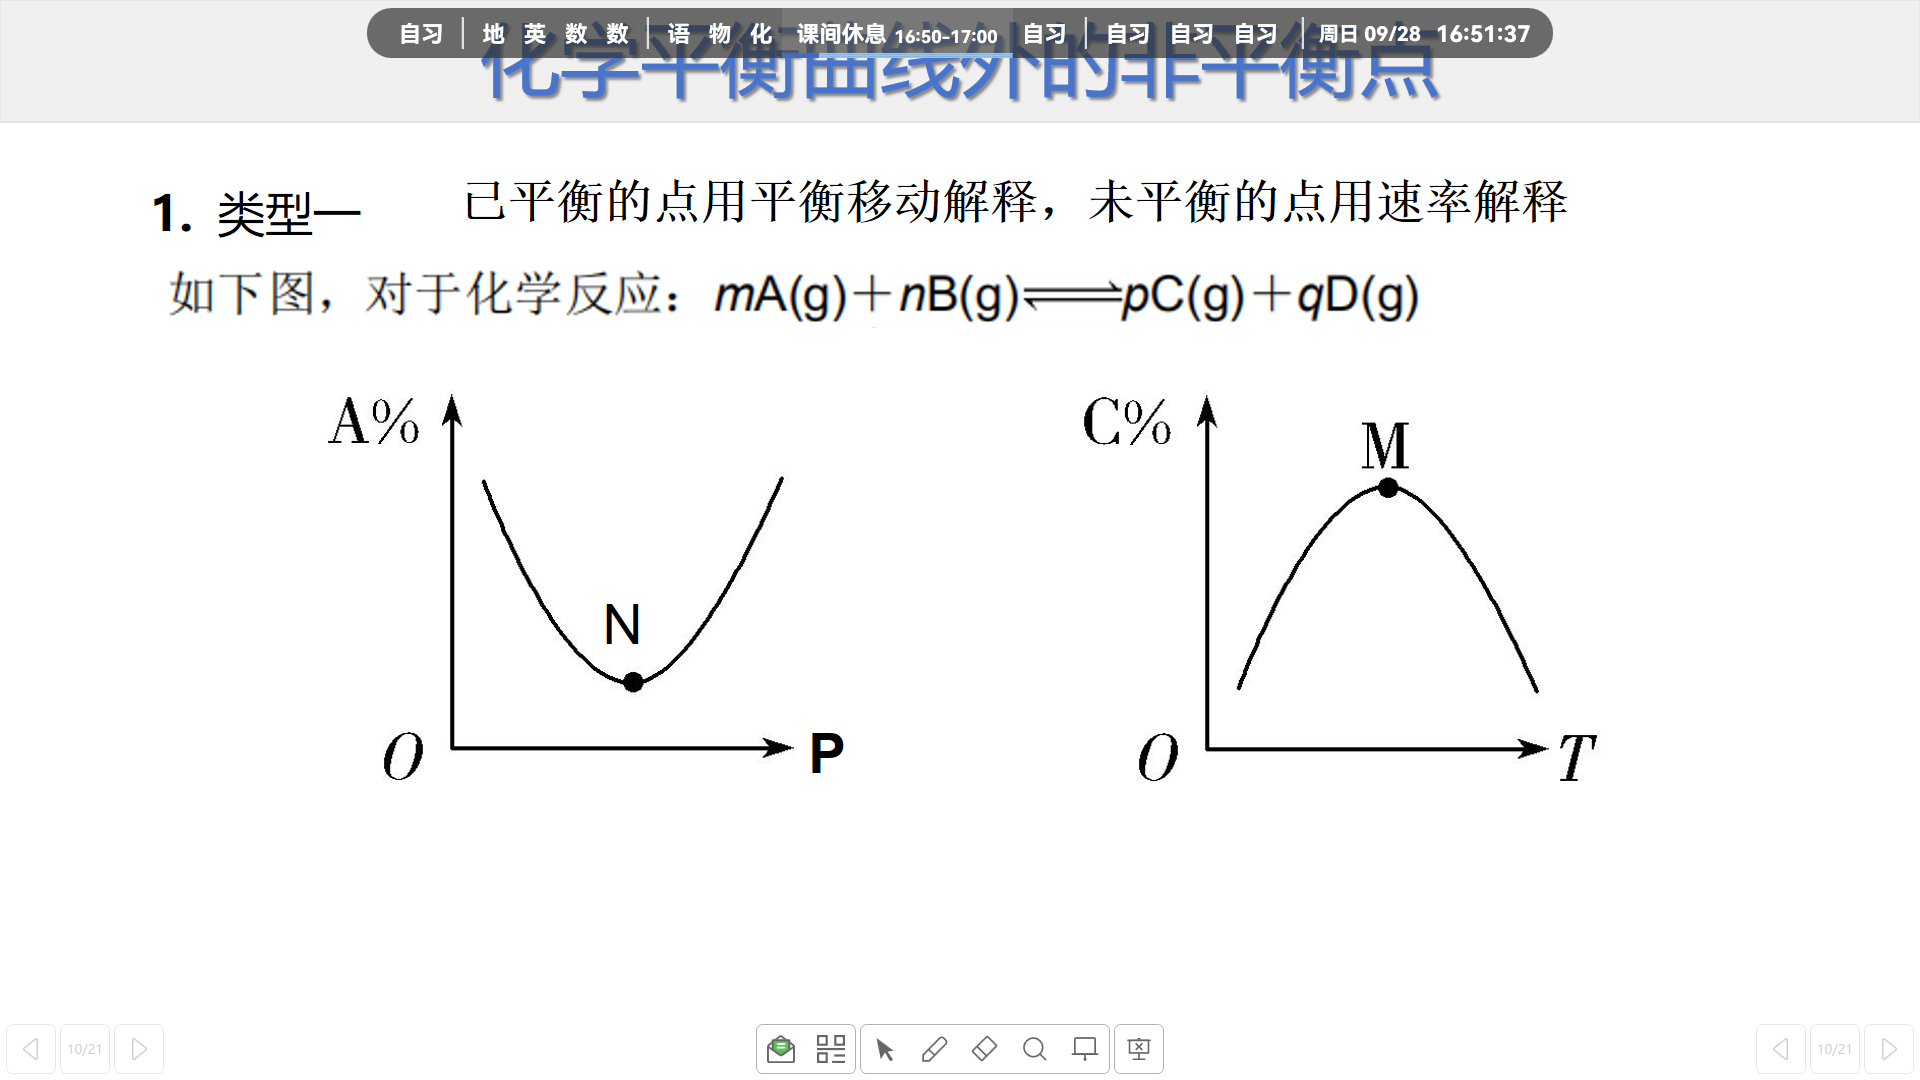 自习 地 英 数 数 语 物 化 课间休息 16:50-17:00 自习 自习 自习 自习 周日 09/28 16:51:37
化学平衡曲线外的非平衡点
1. 类型一 已平衡的点用平衡移动解释，未平衡的点用速率解释
如下图，对于化学反应：mA(g)＋nB(g)⇌pC(g)＋qD(g)
A%
N
O
P
C%
M
O
T
10/21
10/21